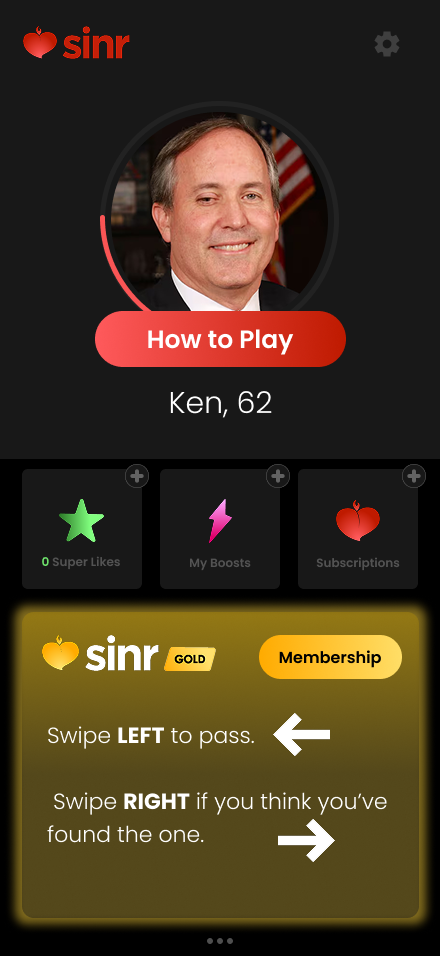 sinr
How to Play
Ken, 62
0 Super Likes
My Boosts
Subscriptions
sinr GOLD
Membership
Swipe LEFT to pass.
Swipe RIGHT if you think you’ve
found the one.